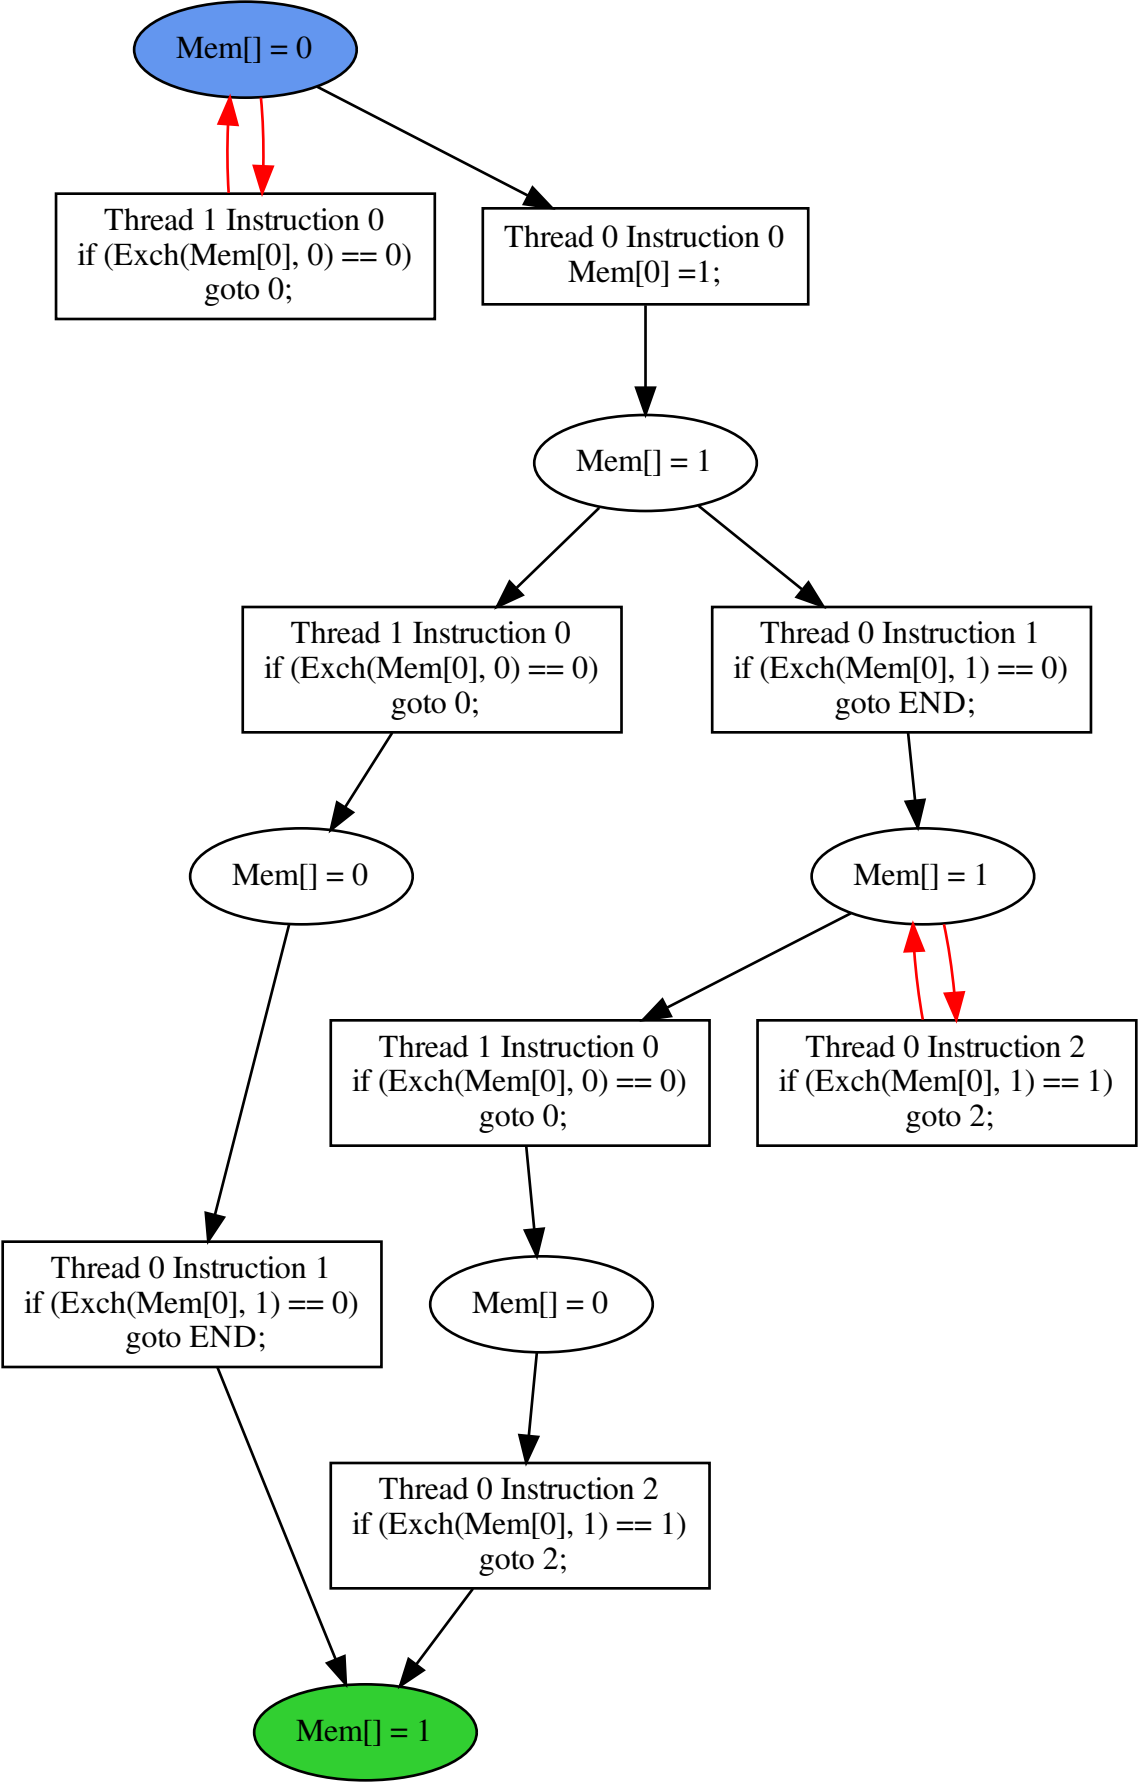 Mem[] = 0
Thread 1 Instruction 0
if (Exch(Mem[0], 0) == 0)
goto 0;
Thread 0 Instruction 0
Mem[0] =1;
Mem[] = 1
Thread 1 Instruction 0
if (Exch(Mem[0], 0) == 0)
goto 0;
Thread 0 Instruction 1
if (Exch(Mem[0], 1) == 0)
goto END;
Mem[] = 0
Mem[] = 1
Thread 1 Instruction 0
if (Exch(Mem[0], 0) == 0)
goto 0;
Thread 0 Instruction 2
if (Exch(Mem[0], 1) == 1)
goto 2;
Thread 0 Instruction 1
if (Exch(Mem[0], 1) == 0)
goto END;
Mem[] = 0
Thread 0 Instruction 2
if (Exch(Mem[0], 1) == 1)
goto 2;
Mem[] = 1